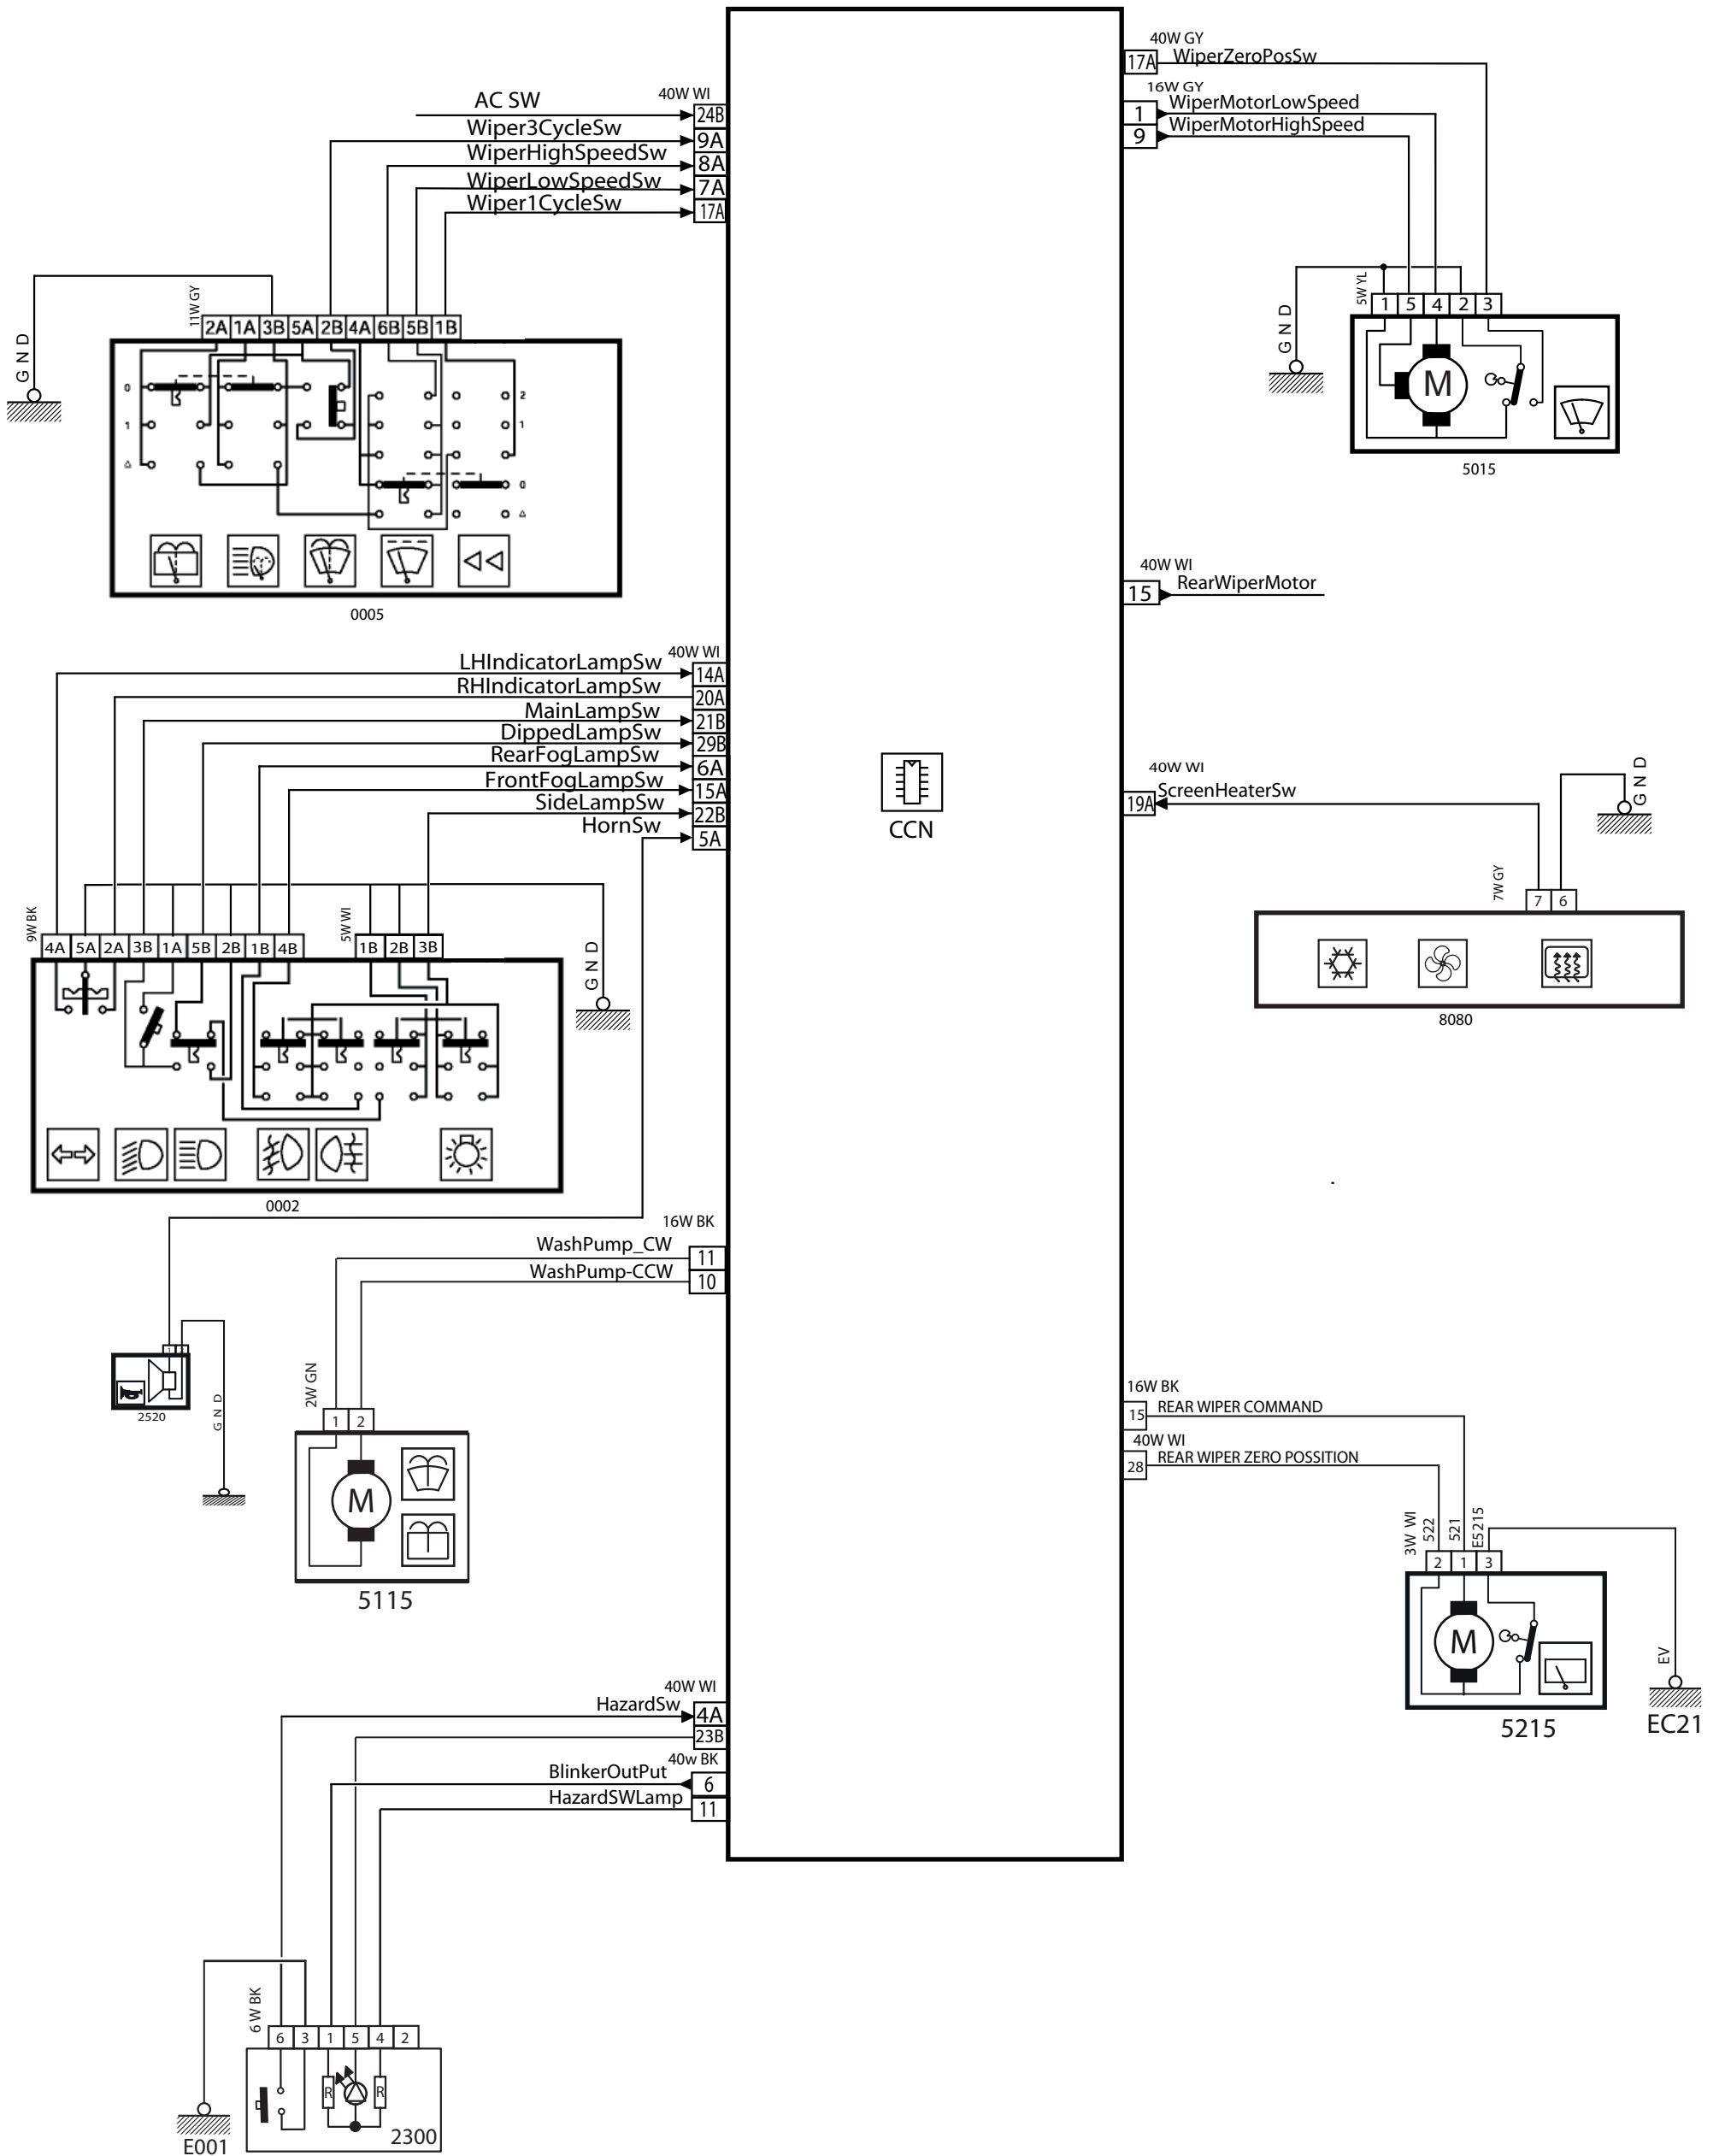 40W WI
AC SW
24B
Wiper3CycleSw
9A
WiperHighSpeedSw
8A
WiperLowSpeedSw
7A
Wiper1CycleSw
17A
G N D
11W GY
2A 1A 3B 5A 2B 4A 6B 5B 1B
0
1
2
1
0
0005
40W GY
17A
WiperZeroPosSw
16W GY
1
WiperMotorLowSpeed
9
WiperMotorHighSpeed
G N D
5W YL
1 5 4 2 3
M
5015
40W WI
15
RearWiperMotor
40W WI
LHIndicatorLampSw
14A
RHIndicatorLampSw
20A
MainLampSw
21B
DippedLampSw
29B
RearFogLampSw
6A
FrontFogLampSw
15A
SideLampSw
22B
HornSw
5A
CCN
40W WI
19A
ScreenHeaterSw
G N D
7W GY
7 6
8080
9W BK
4A 5A 2A 3B 1A 5B 2B 1B 4B
5W WI
1B 2B 3B
G N D
0002
16W BK
WashPump_CW
11
WashPump-CCW
10
2520
G N D
2W GN
1 2
M
5115
16W BK
15
REAR WIPER COMMAND
40W WI
28
REAR WIPER ZERO POSSITION
3W WI
522
521
E5215
2 1 3
M
5215
EV
EC21
40W WI
HazardSw
4A
23B
40w BK
BlinkerOutPut
6
HazardSWLamp
11
6 W BK
6 3 1 5 4 2
R
R
2300
E001